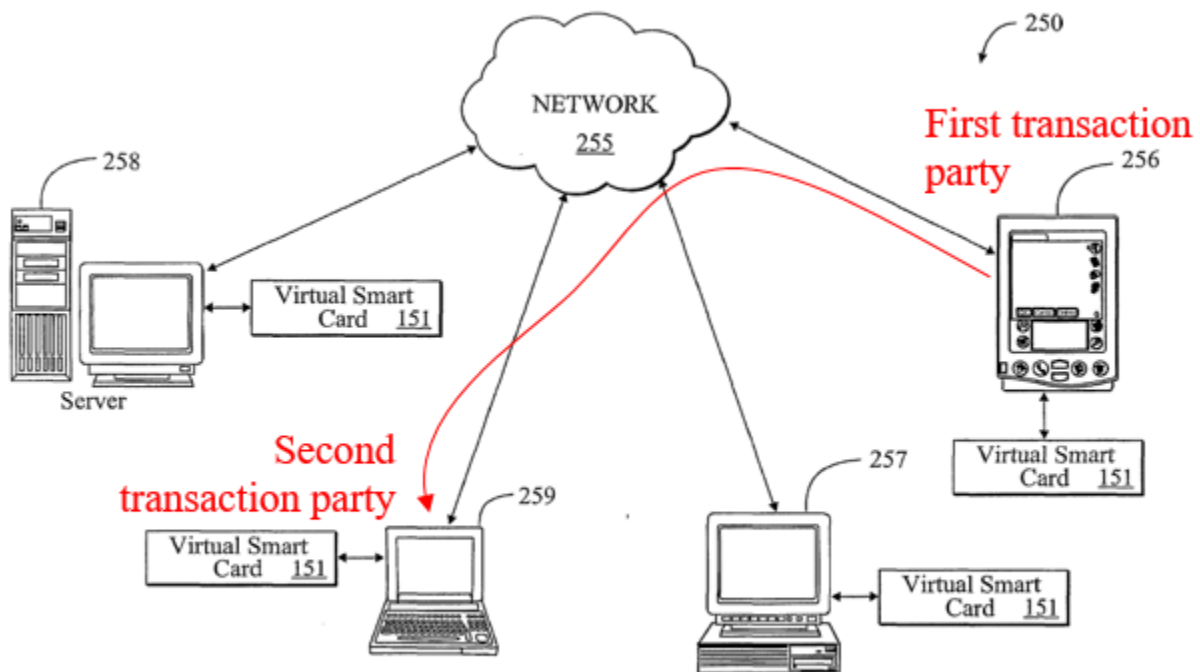 250
NETWORK
255
First transaction
party
256
258
Virtual Smart
Card 151
Server
Second
transaction party
257
Virtual Smart
Card 151
259
Virtual Smart
Card 151
Virtual Smart
Card 151